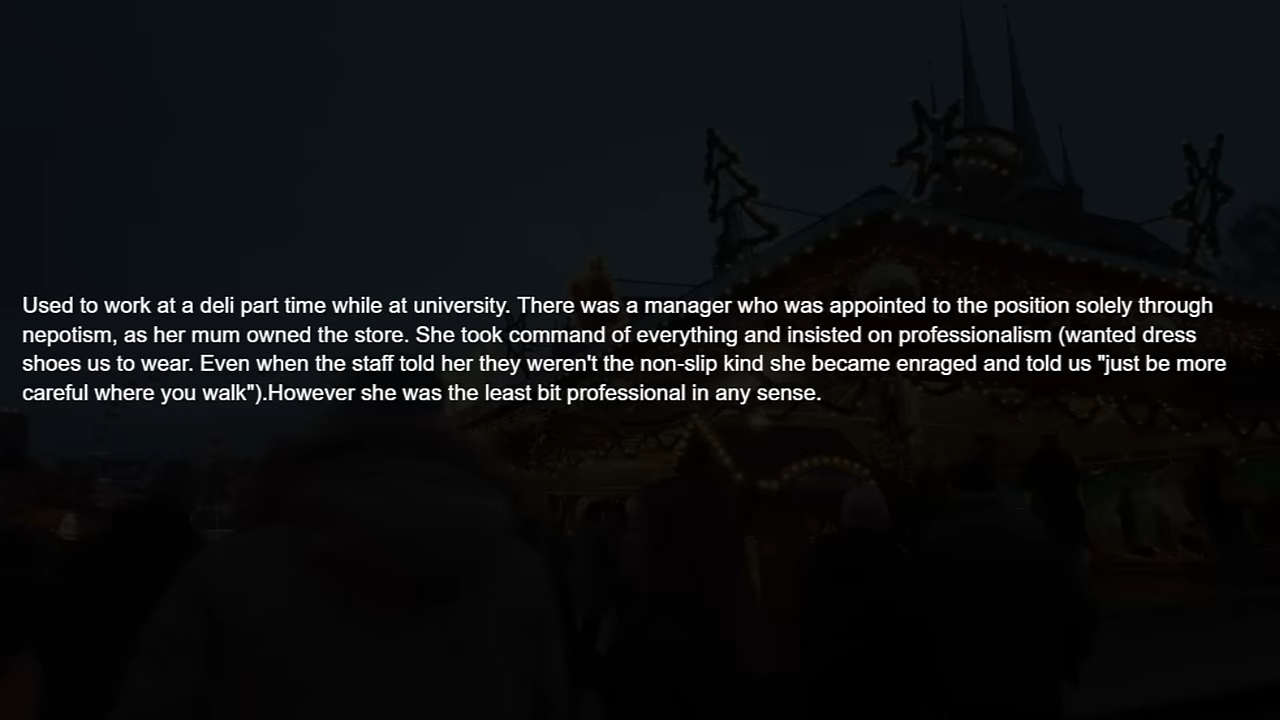 Used to work at a deli part time while at university. There was a manager who was appointed to the position solely through
nepotism, as her mum owned the store. She took command of everything and insisted on professionalism (wanted dress
shoes us to wear. Even when the staff told her they weren't the non-slip kind she became enraged and told us "just be more
careful where you walk").However she was the least bit professional in any sense.